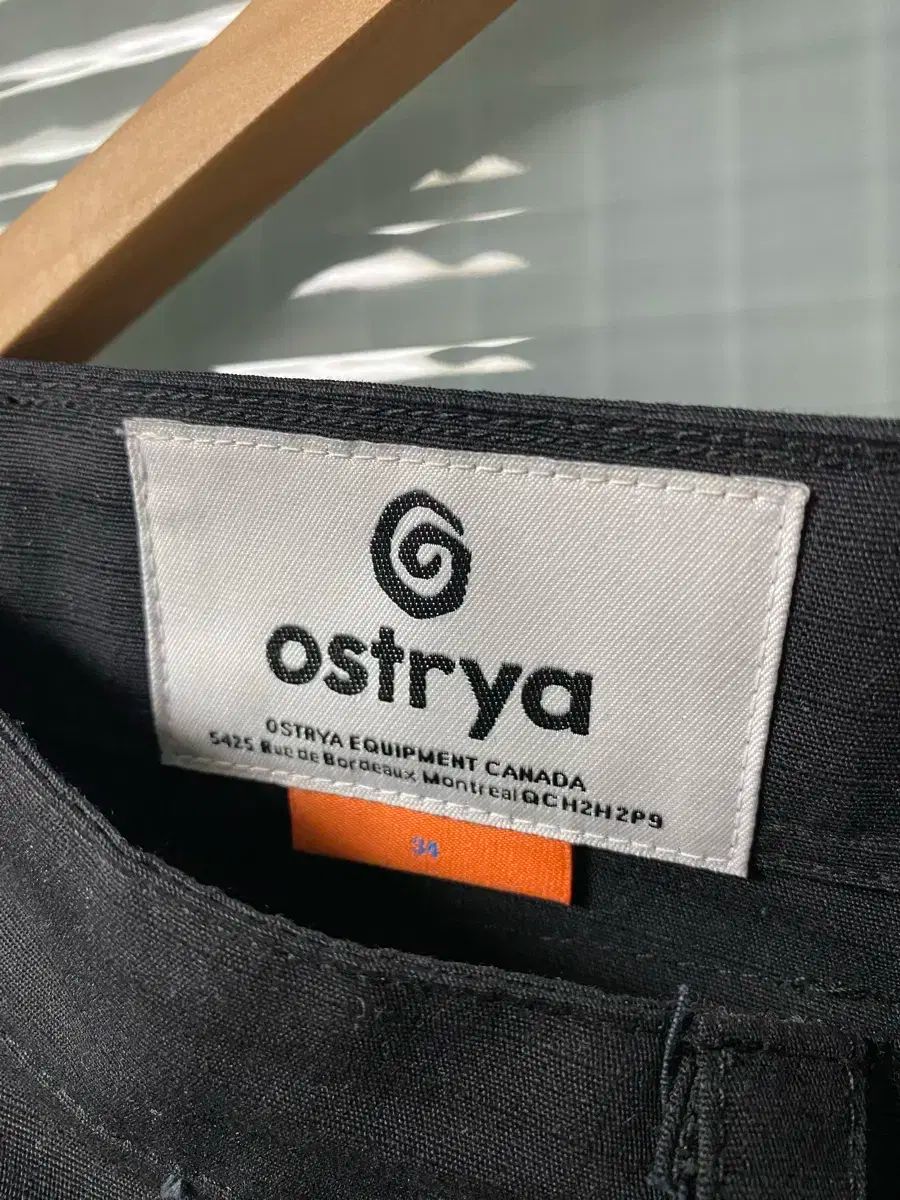 ostrya
OSTRYA EQUIPMENT CANADA
5425 Rue de Bordeaux Montreal QC H2H 2P9
34